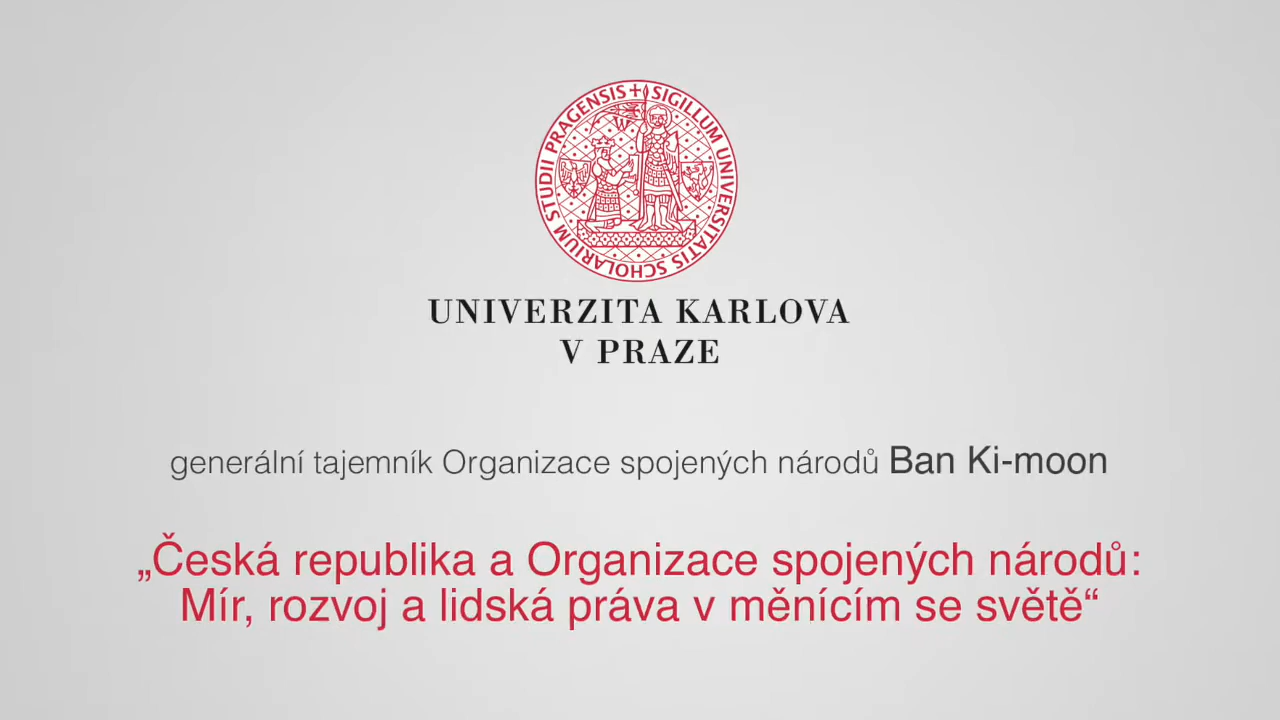 SIGILLUM UNIVERSITATIS SCHOLARIUM STUDII PRAGENSIS
UNIVERZITA KARLOVA
V PRAZE
generální tajemník Organizace spojených národů Ban Ki-moon
„Česká republika a Organizace spojených národů:
Mír, rozvoj a lidská práva v měnícím se světě“